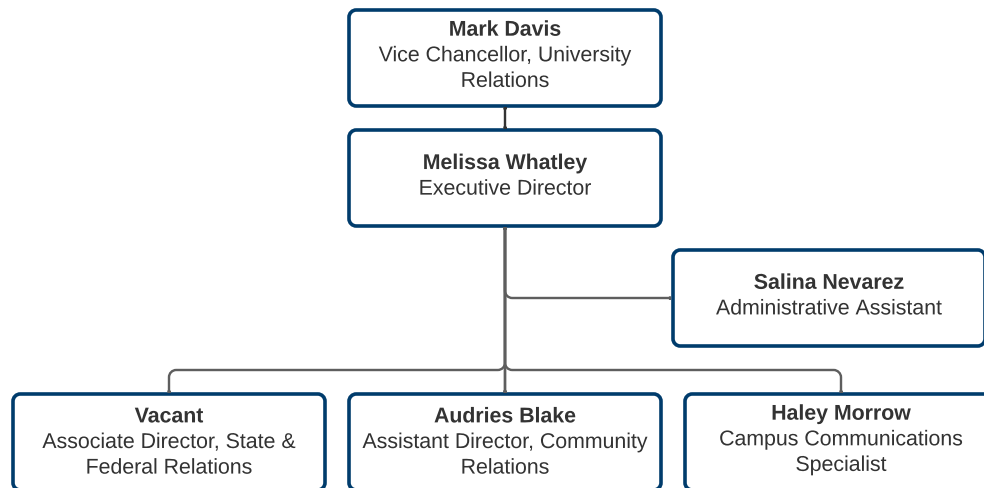 Mark Davis
Vice Chancellor, University
Relations
Melissa Whatley
Executive Director
Salina Nevarez
Administrative Assistant
Vacant
Associate Director, State &
Federal Relations
Audries Blake
Assistant Director, Community
Relations
Haley Morrow
Campus Communications
Specialist